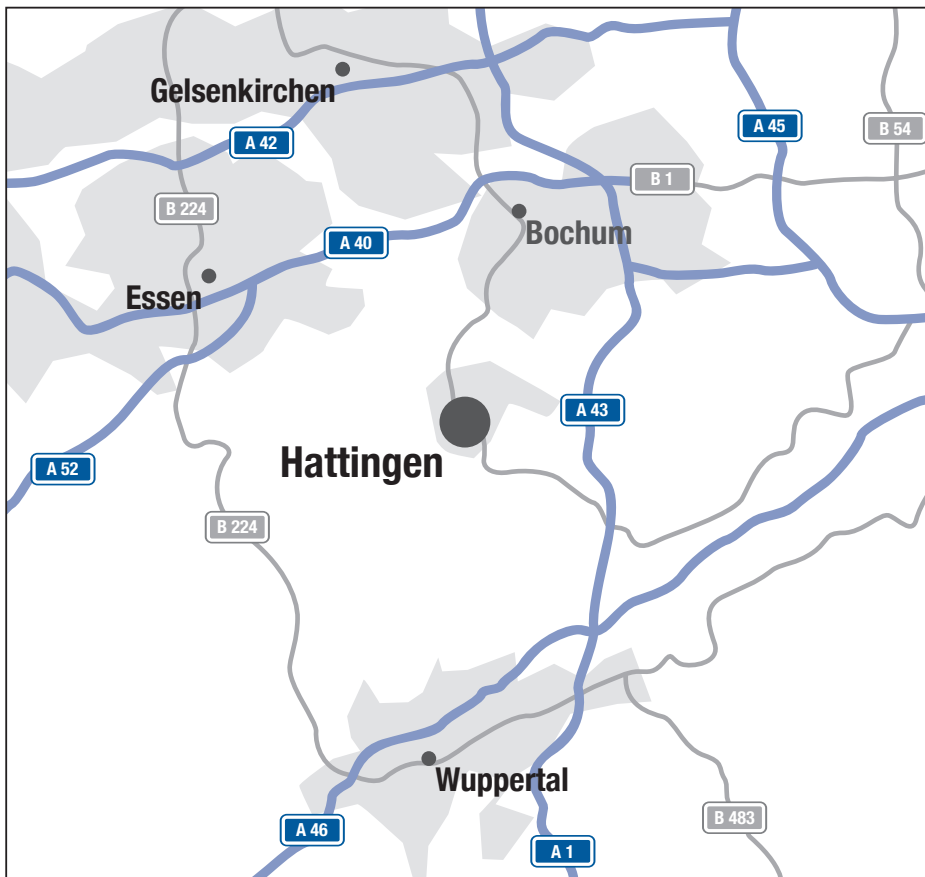 Gelsenkirchen
A 42
A 45
B 54
B 1
B 224
Bochum
A 40
Essen
A 43
Hattingen
A 52
B 224
Wuppertal
B 483
A 46
A 1